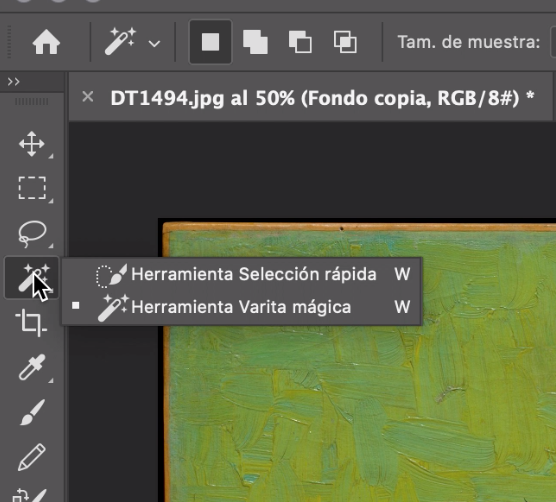 Tam. de muestra:
DT1494.jpg al 50% (Fondo copia, RGB/8#) *
Herramienta Selección rápida W
Herramienta Varita mágica W